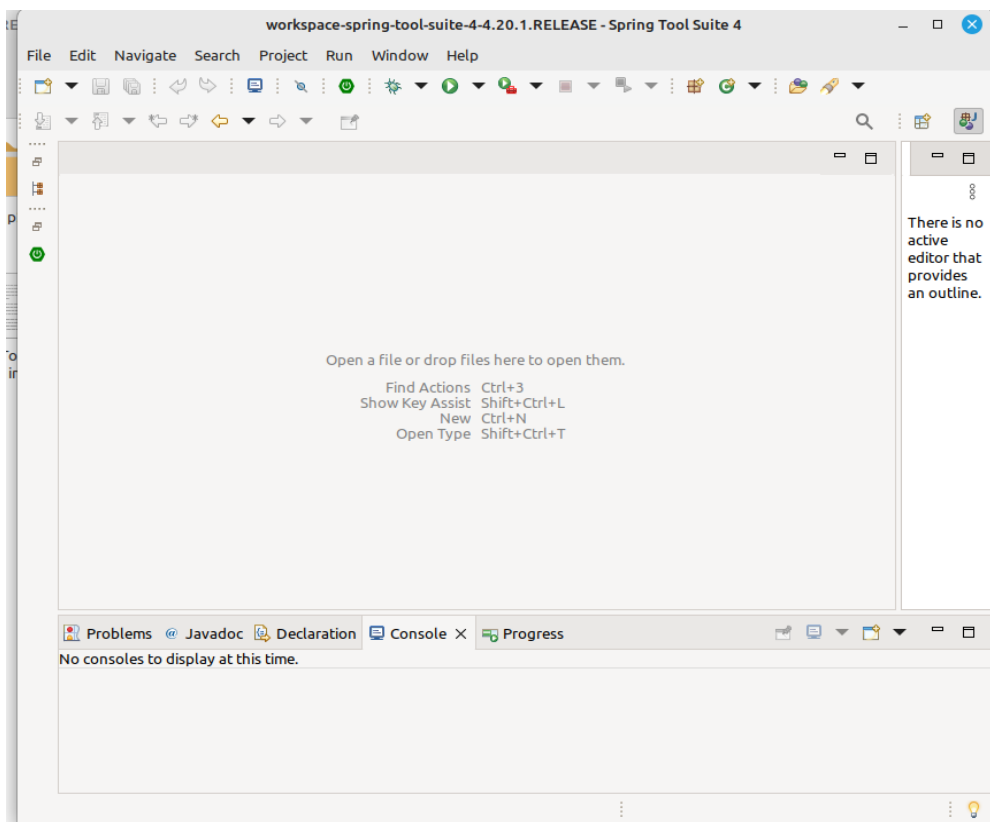 workspace-spring-tool-suite-4-4.20.1.RELEASE - Spring Tool Suite 4
File Edit Navigate Search Project Run Window Help
There is no
active
editor that
provides
an outline.
Open a file or drop files here to open them.
Find Actions Ctrl+3
Show Key Assist Shift+Ctrl+L
New Ctrl+N
Open Type Shift+Ctrl+T
Problems @ Javadoc Declaration Console Progress
No consoles to display at this time.